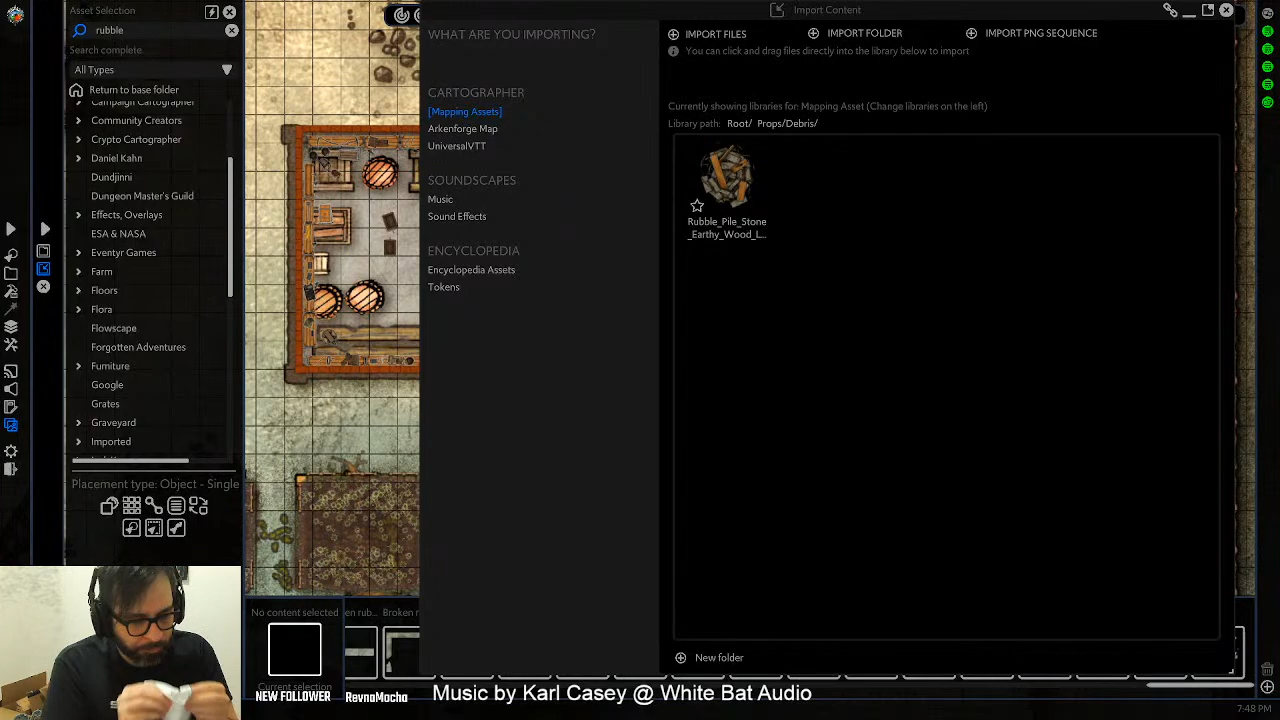 Asset Selection
rubble
Search complete.
All Types
Return to base folder
Campaign Cartographer
Community Creators
Crypto Cartographer
Daniel Kahn
Dundjinni
Dungeon Master's Guild
Effects, Overlays
ESA & NASA
Eventyr Games
Farm
Floors
Flora
Flowscape
Forgotten Adventures
Furniture
Google
Grates
Graveyard
Imported
Placement type: Object - Single
Import Content
WHAT ARE YOU IMPORTING?
CARTOGRAPHER
[Mapping Assets]
Arkenforge Map
UniversalVTT
SOUNDSCAPES
Music
Sound Effects
ENCYCLOPEDIA
Encyclopedia Assets
Tokens
IMPORT FILES
IMPORT FOLDER
IMPORT PNG SEQUENCE
You can click and drag files directly into the library below to import
Currently showing libraries for: Mapping Asset (Change libraries on the left)
Library path: Root/ Props/Debris/
Rubble_Pile_Stone
_Earthy_Wood_L...
New folder
No content selected
en rub...
Broken
Current selection
NEW FOLLOWER
RevnaMocha
Music by Karl Casey @ White Bat Audio
7:48 PM